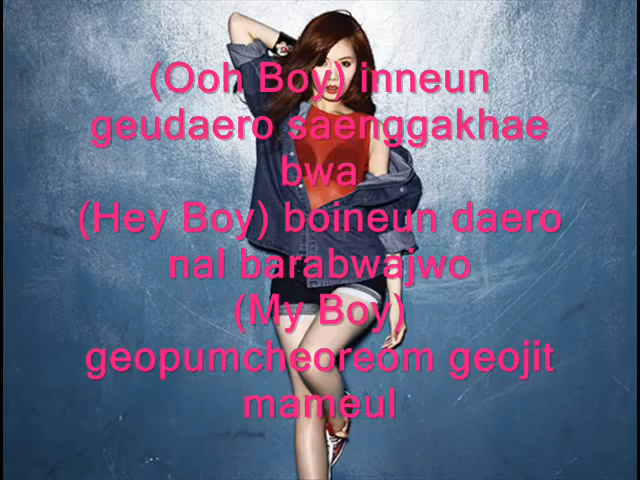 (Ooh Boy) inneun
geudaero saenggakhae
bwa
(Hey Boy) boineun daero
nal barabwajwo
(My Boy)
geopumcheoreom geojit
mameul